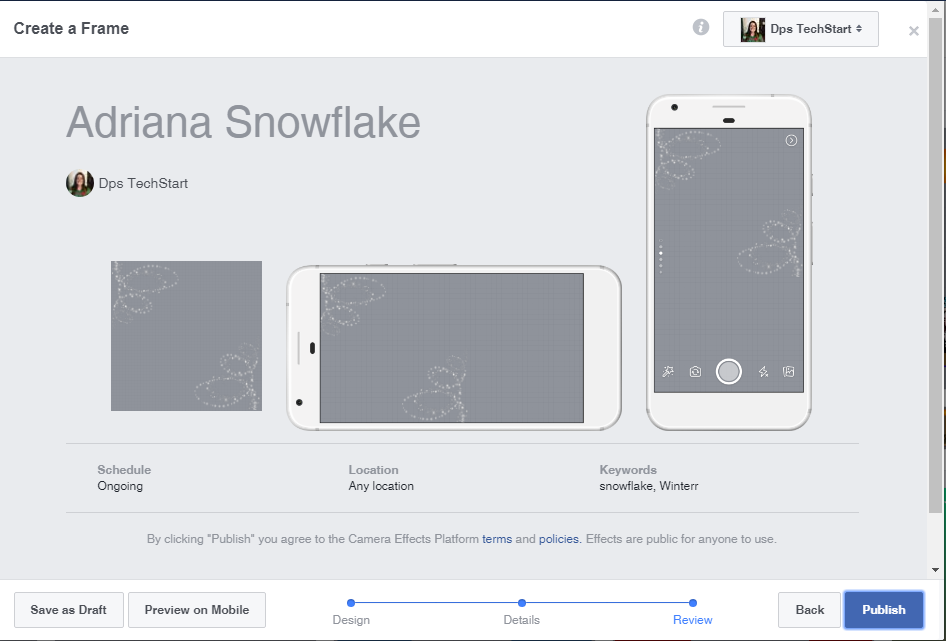 Create a Frame
Dps TechStart
Adriana Snowflake
Dps TechStart
Schedule
Ongoing
Location
Any location
Keywords
snowflake, Winterr
By clicking "Publish" you agree to the Camera Effects Platform terms and policies. Effects are public for anyone to use.
Save as Draft
Preview on Mobile
Design
Details
Review
Back
Publish